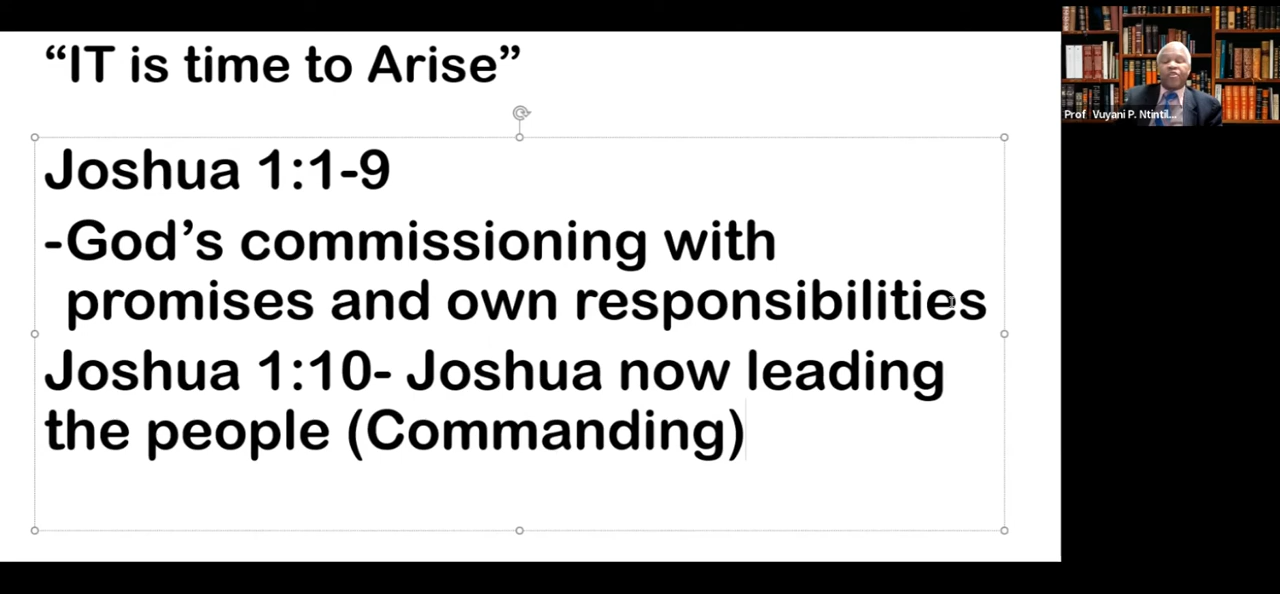 “IT is time to Arise”
Joshua 1:1-9
-God’s commissioning with
promises and own responsibilities
Joshua 1:10- Joshua now leading
the people (Commanding)
Prof Vuyani P. Ntintil...